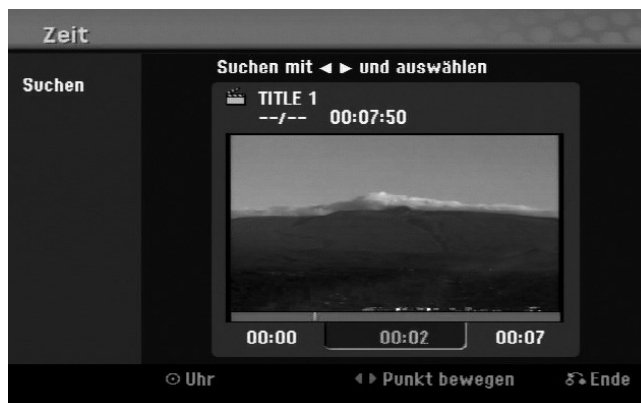 Zeit
Suchen
Suchen mit ◄ ► und auswählen
TITLE 1
--/-- 00:07:50
00:00 00:02 00:07
Uhr Punkt bewegen Ende